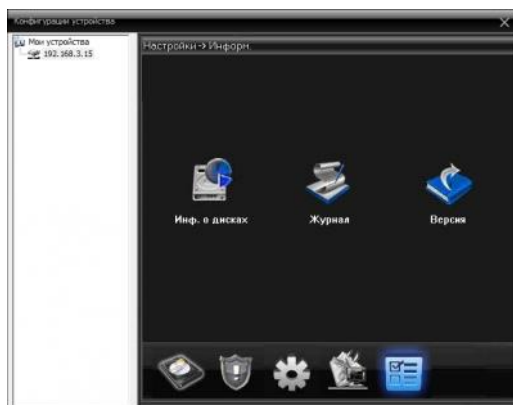 Конфигурации устройства
Мои устройства
192.168.3.15
Настройки->Информ.
Инф. о дисках
Журнал
Версия